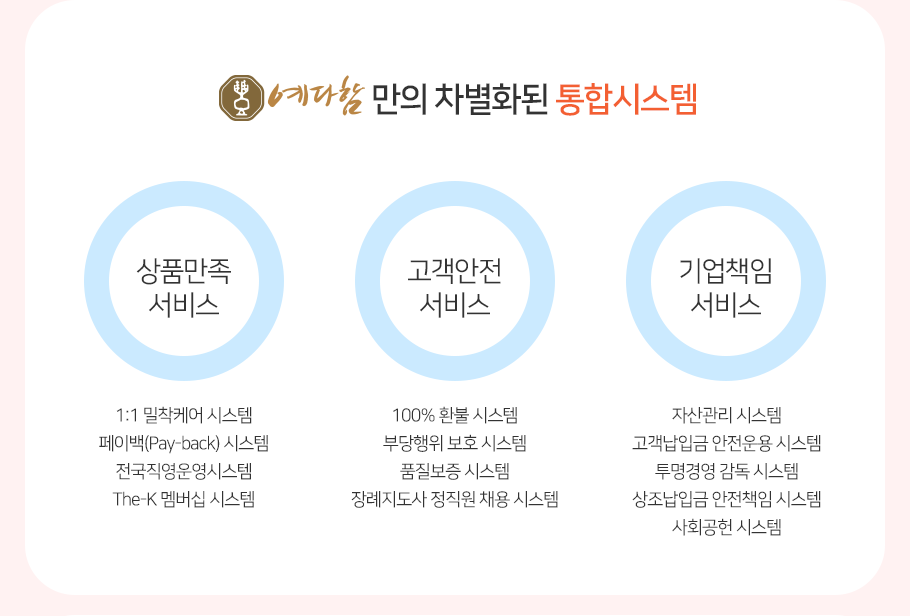 예다함 만의 차별화된 통합시스템
상품만족
서비스
1:1 밀착케어 시스템
페이백(Pay-back) 시스템
전국직영운영시스템
The-K 멤버십 시스템
고객안전
서비스
100% 환불 시스템
부당행위 보호 시스템
품질보증 시스템
장례지도사 정직원 채용 시스템
기업책임
서비스
자산관리 시스템
고객납입금 안전운용 시스템
투명경영 감독 시스템
상조납입금 안전책임 시스템
사회공헌 시스템